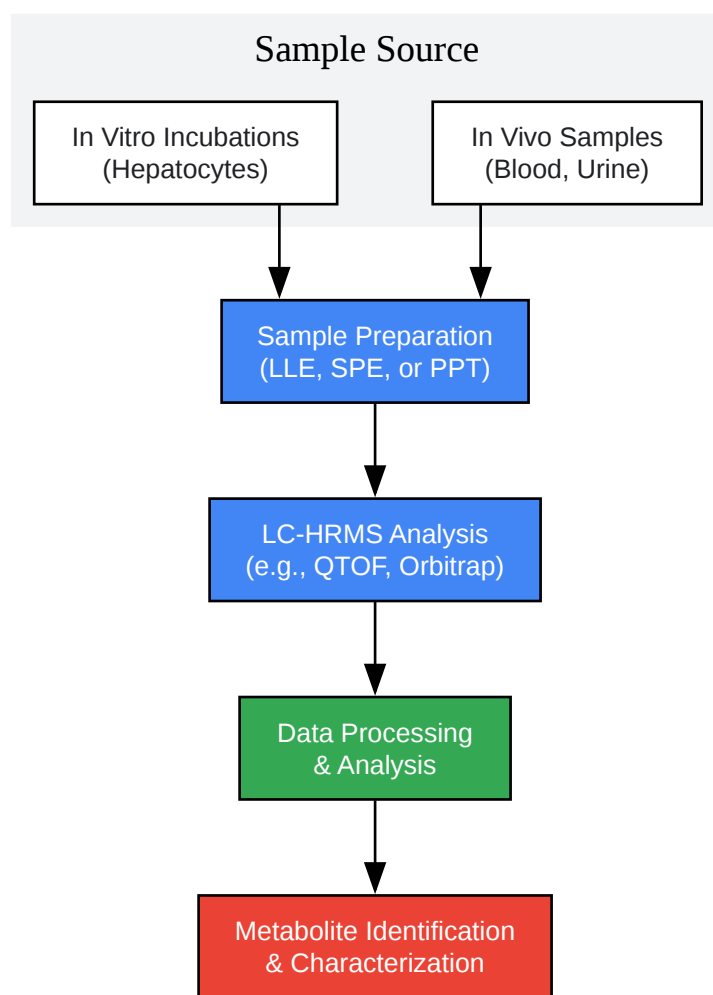 Sample Source
In Vitro Incubations
(Hepatocytes)
In Vivo Samples
(Blood, Urine)
Sample Preparation
(LLE, SPE, or PPT)
LC-HRMS Analysis
(e.g., QTOF, Orbitrap)
Data Processing
& Analysis
Metabolite Identification
& Characterization